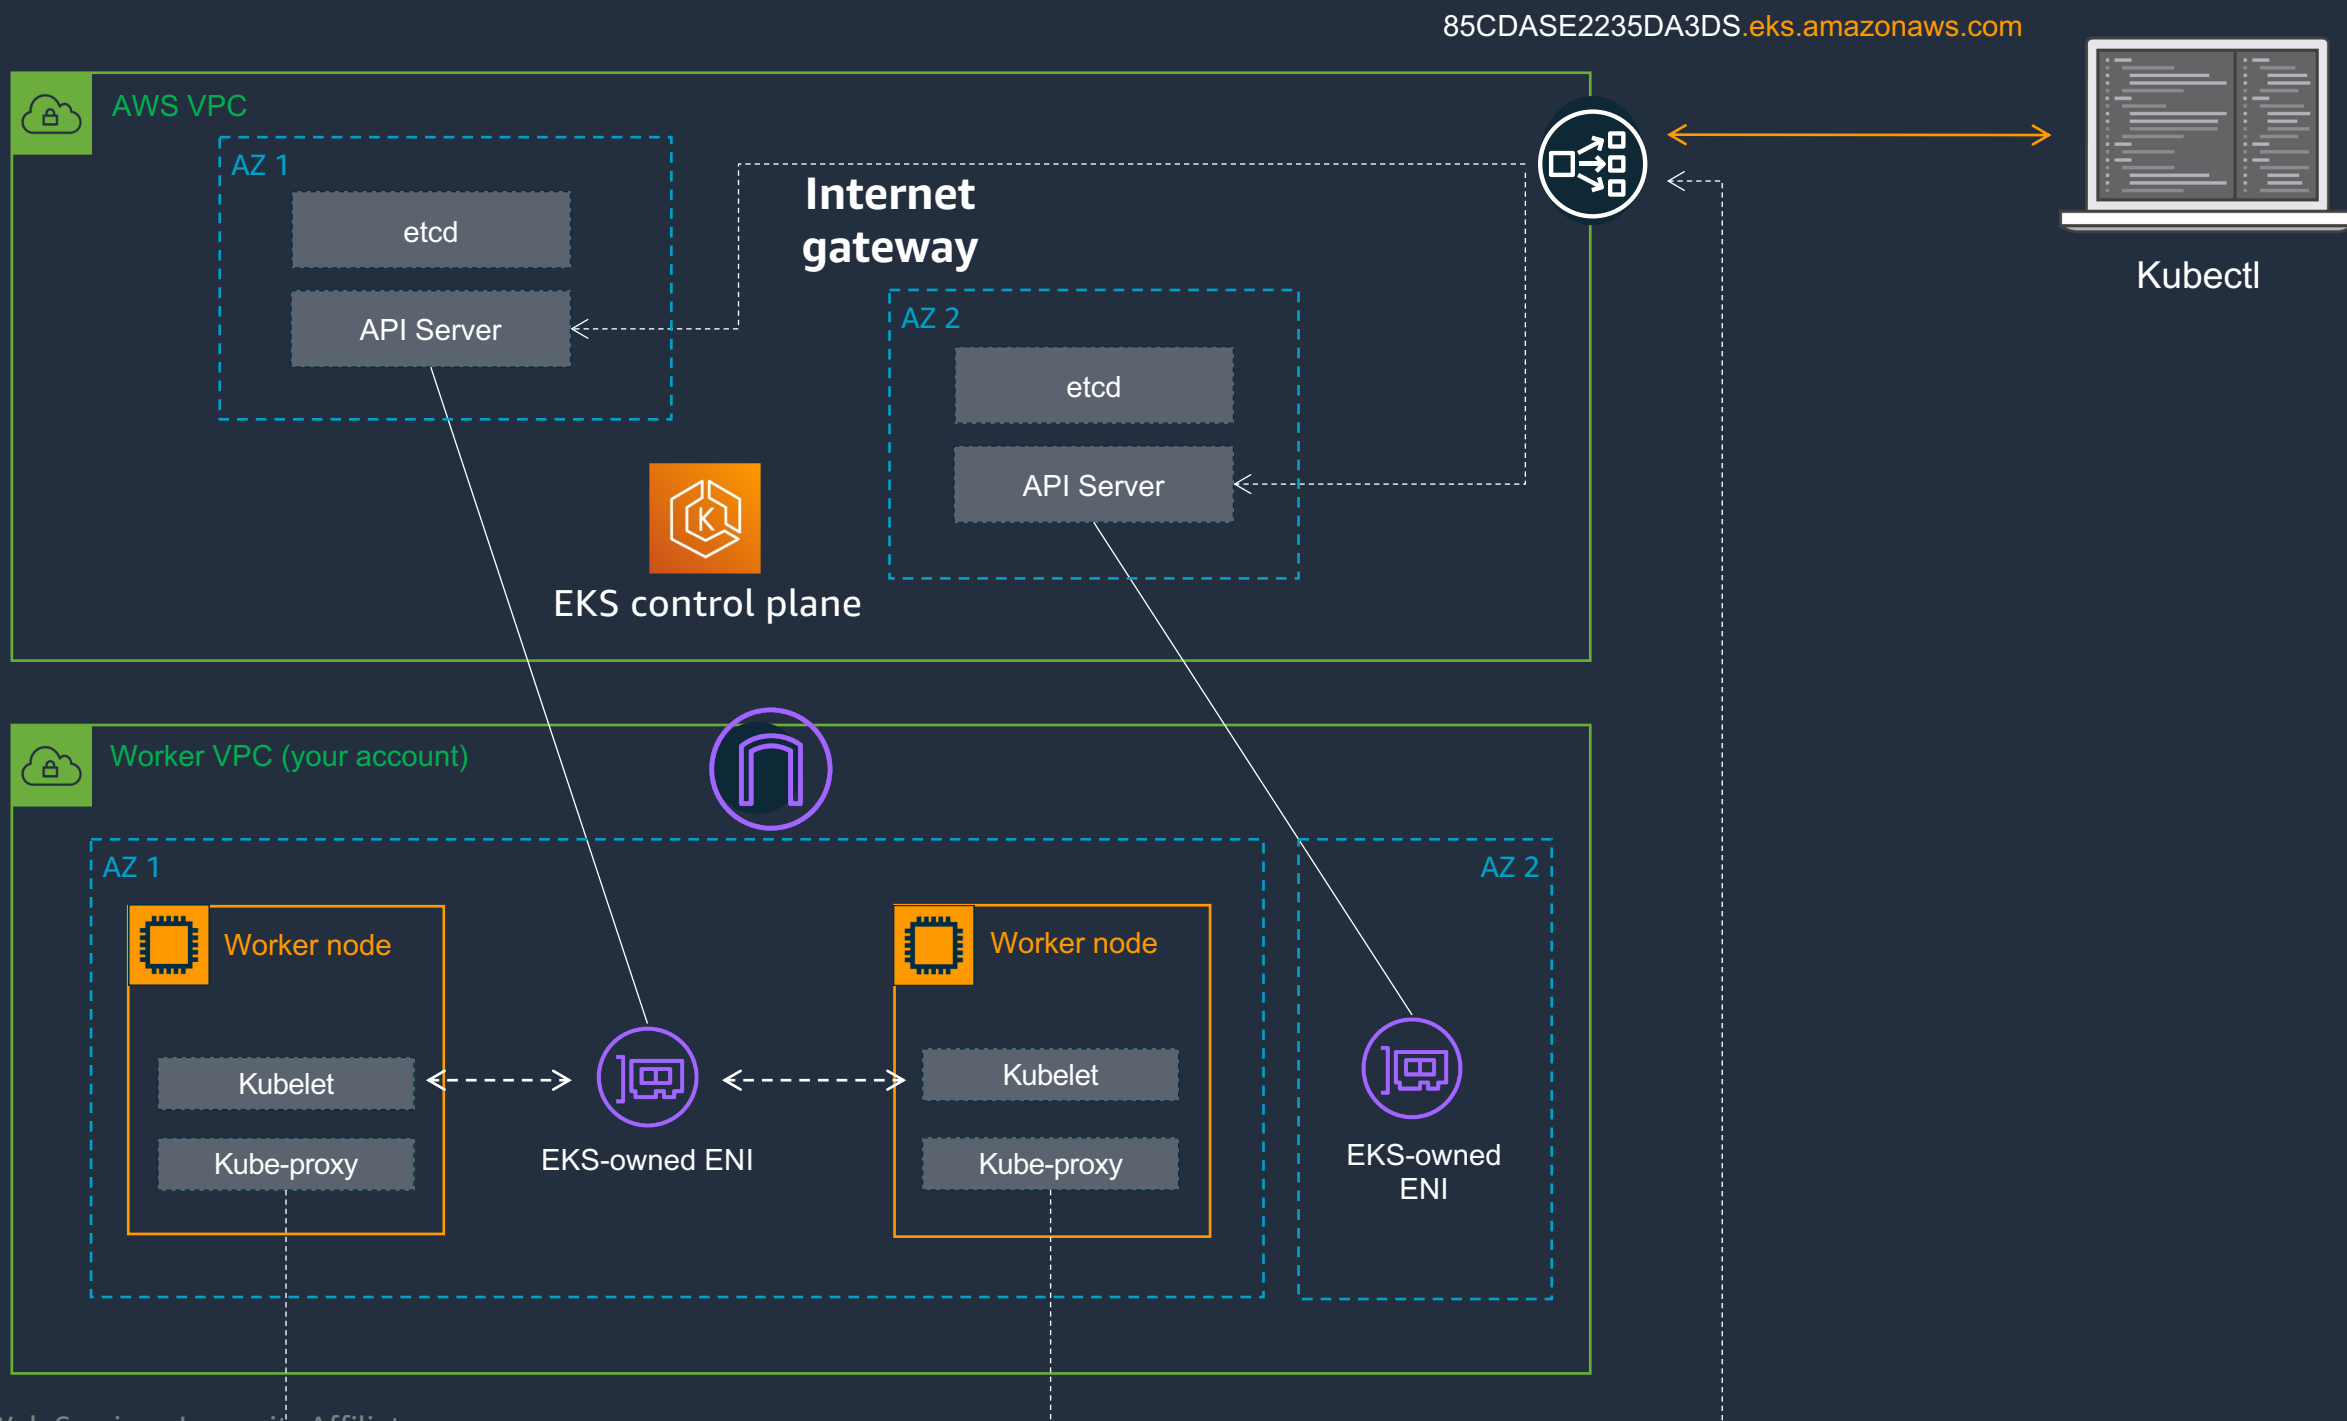 85CDASE2235DA3DS.eks.amazonaws.com
AWS VPC
AZ 1
etcd
API Server
Internet
gateway
AZ 2
etcd
API Server
Kubectl
K
EKS control plane
Worker VPC (your account)
AZ 1
Worker node
Kubelet
Kube-proxy
EKS-owned ENI
Worker node
Kubelet
Kube-proxy
AZ 2
EKS-owned
ENI